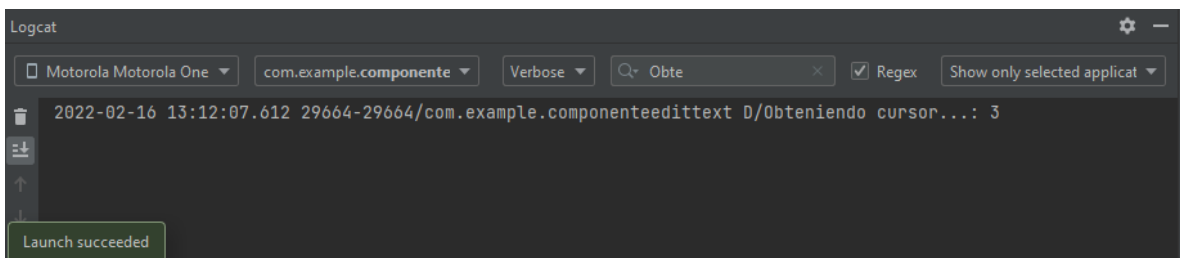 Logcat
Motorola Motorola One com.example.componente Verbose Obte Regex Show only selected applicat
2022-02-16 13:12:07.612 29664-29664/com.example.componenteedittext D/Obteniendo cursor...: 3
Launch succeeded